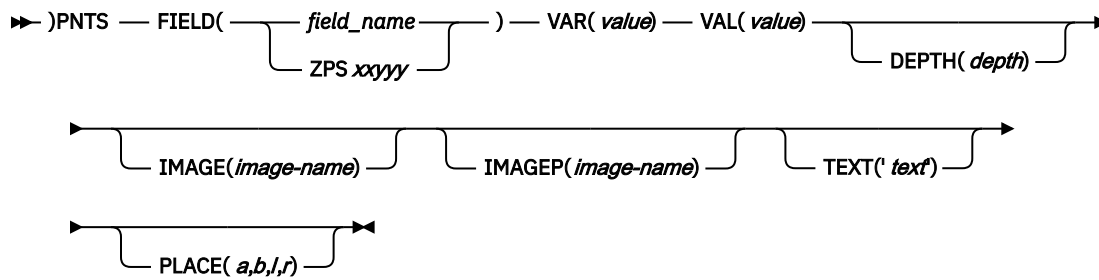 )PNTS FIELD( field_name ) VAR( value) VAL( value)
ZPS xxyyy DEPTH( depth)
IMAGE(image-name) IMAGEP(image-name) TEXT(' text')
PLACE( a,b,l,r)